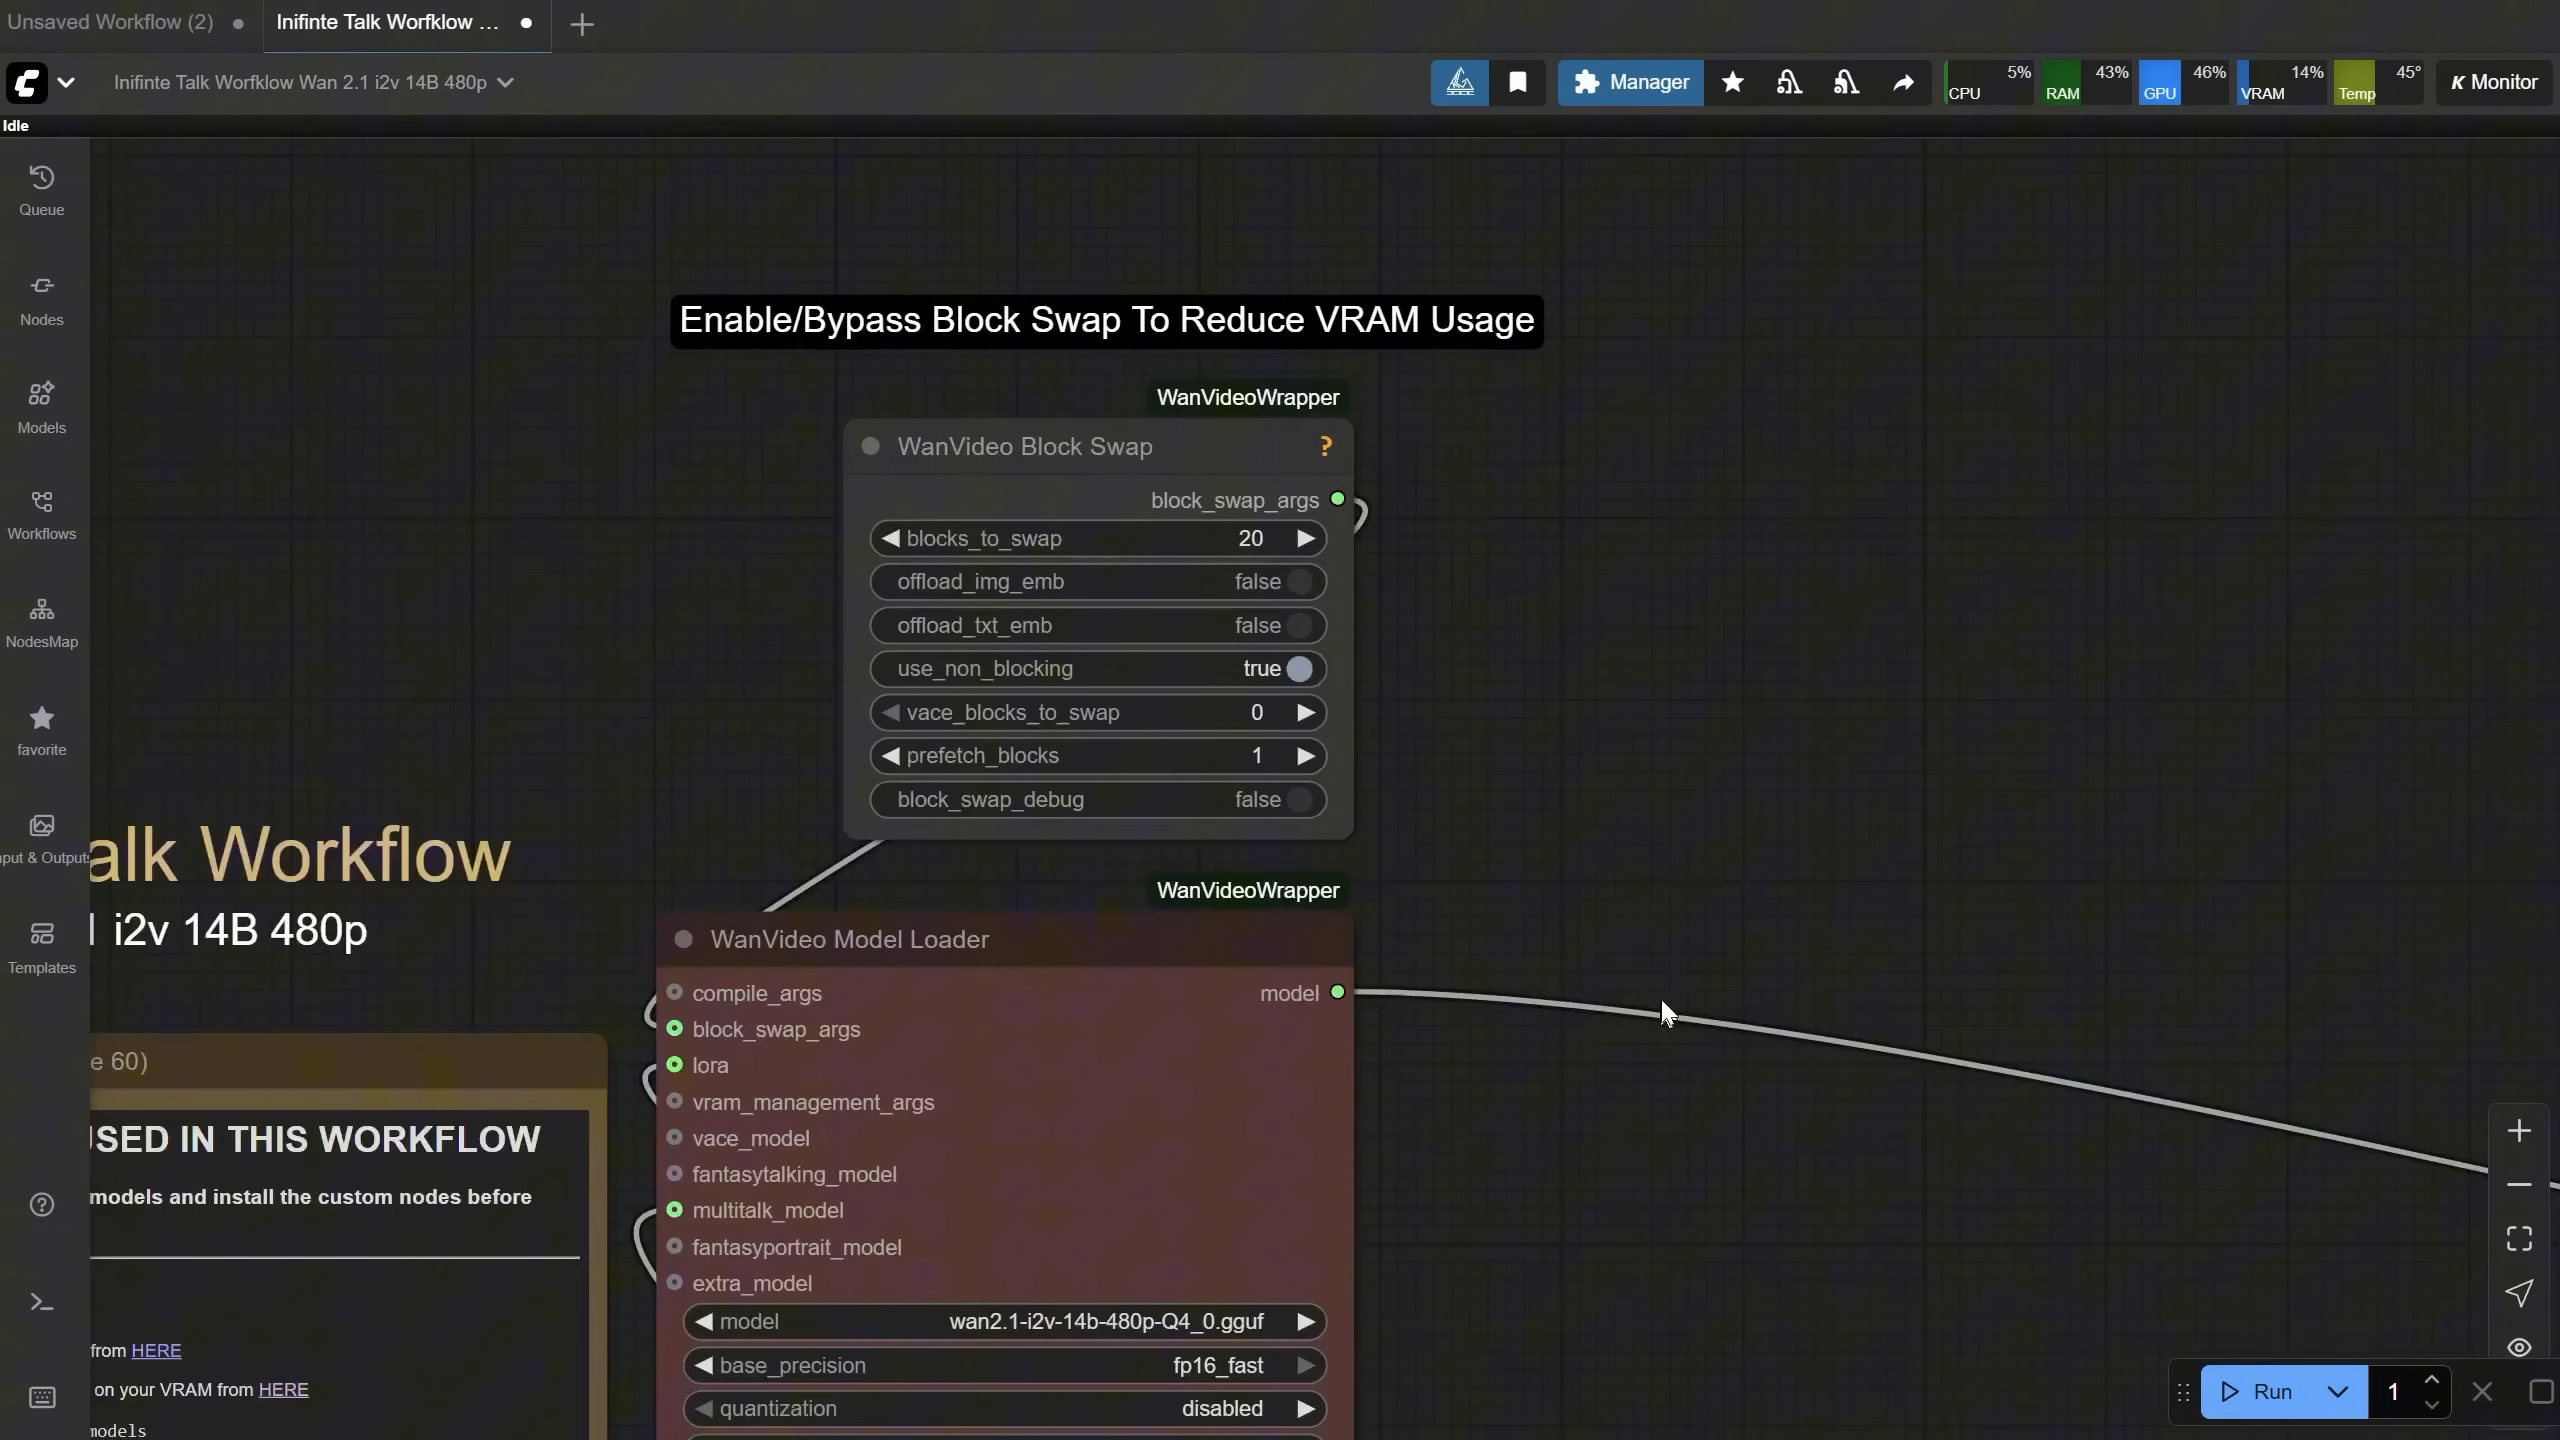 Unsaved Workflow (2)
Inifinte Talk Worfklow ...
Inifinte Talk Worfklow Wan 2.1 i2v 14B 480p
Manager
CPU 5%
RAM 43%
GPU 46%
VRAM 14%
Temp 45°
Monitor
Idle
Queue
Nodes
Models
Workflows
NodesMap
favorite
put & Output
Templates
Enable/Bypass Block Swap To Reduce VRAM Usage
WanVideoWrapper
WanVideo Block Swap ?
block_swap_args
blocks_to_swap 20
offload_img_emb false
offload_txt_emb false
use_non_blocking true
vace_blocks_to_swap 0
prefetch_blocks 1
block_swap_debug false
alk Workflow
i2v 14B 480p
e 60)
USED IN THIS WORKFLOW
models and install the custom nodes before
from HERE
on your VRAM from HERE
models
WanVideoWrapper
WanVideo Model Loader
compile_args
model
block_swap_args
lora
vram_management_args
vace_model
fantasytalking_model
multitalk_model
fantasyportrait_model
extra_model
model wan2.1-i2v-14b-480p-Q4_0.gguf
base_precision fp16_fast
quantization disabled
Run
1